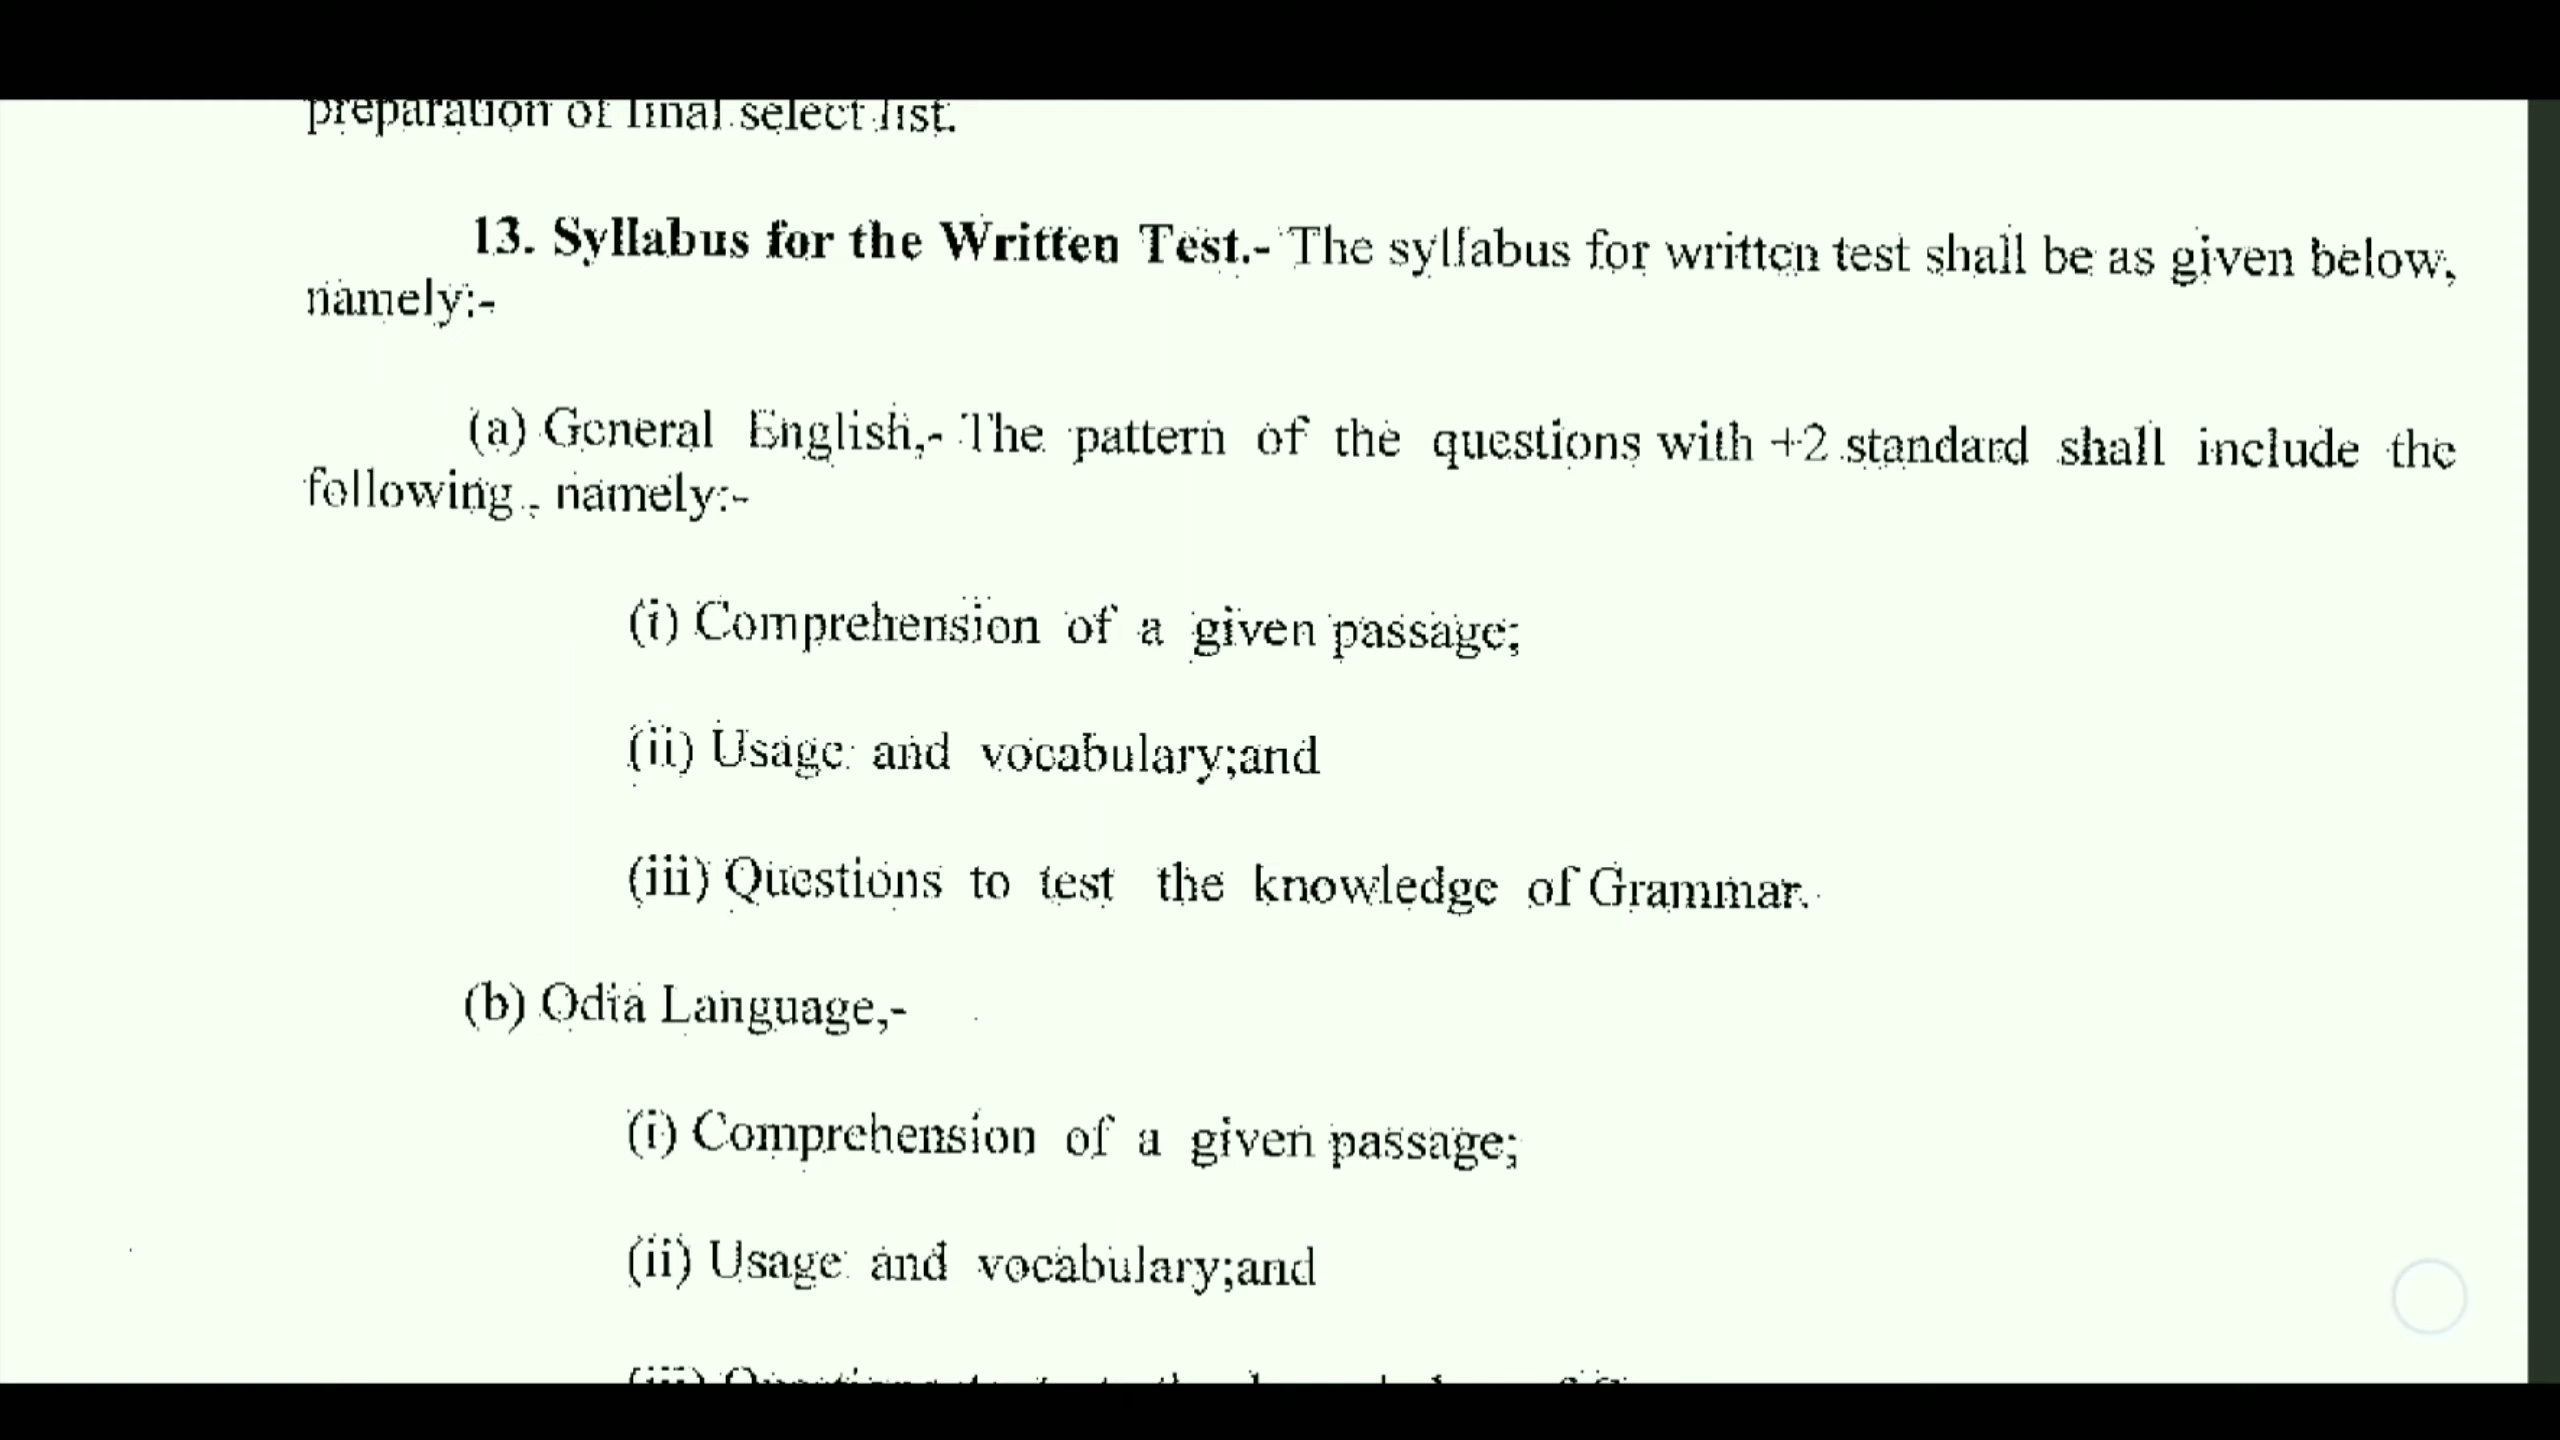 preparation of final select list.
13. Syllabus for the Written Test.- The syllabus for written test shall be as given below,
namely:-
(a) General English,- The pattern of the questions with +2 standard shall include the
following , namely:-
(i) Comprehension of a given passage;
(ii) Usage and vocabulary;and
(iii) Questions to test the knowledge of Grammar.
(b) Odia Language,-
(i) Comprehension of a given passage;
(ii) Usage and vocabulary;and